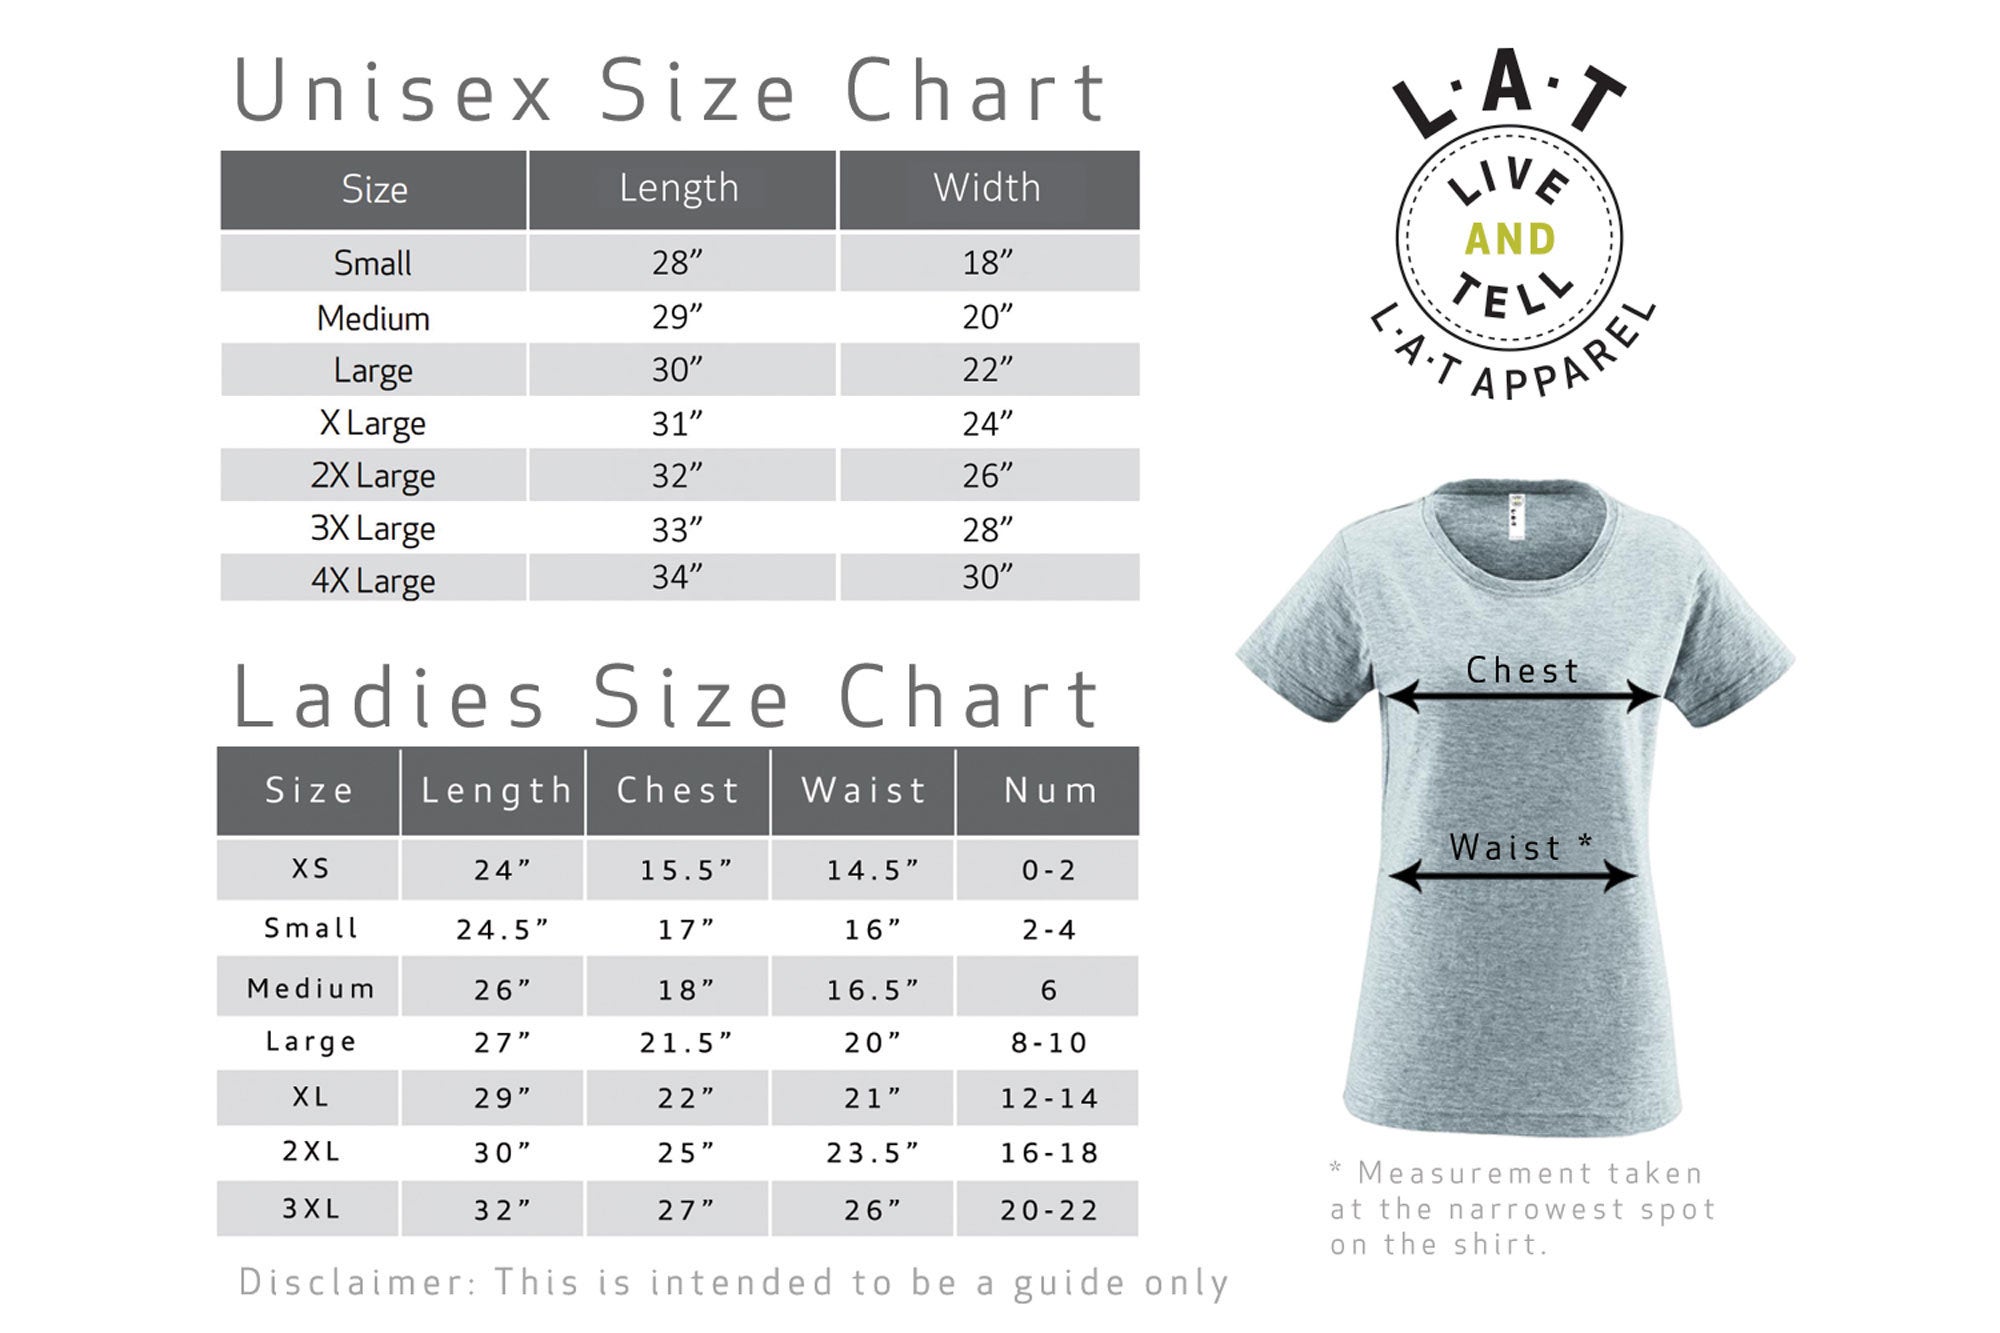 Unisex Size Chart
Size Length Width
Small 28” 18”
Medium 29” 20”
Large 30” 22”
X Large 31” 24”
2X Large 32” 26”
3X Large 33” 28”
4X Large 34” 30”
Ladies Size Chart
Size Length Chest Waist Num
XS 24” 15.5” 14.5” 0-2
Small 24.5” 17” 16” 2-4
Medium 26” 18” 16.5” 6
Large 27” 21.5” 20” 8-10
XL 29” 22” 21” 12-14
2XL 30” 25” 23.5” 16-18
3XL 32” 27” 26” 20-22
Disclaimer: This is intended to be a guide only
L·A·T
LIVE
AND
TELL
L·A·T APPAREL
Chest
Waist *
* Measurement taken
at the narrowest spot
on the shirt.